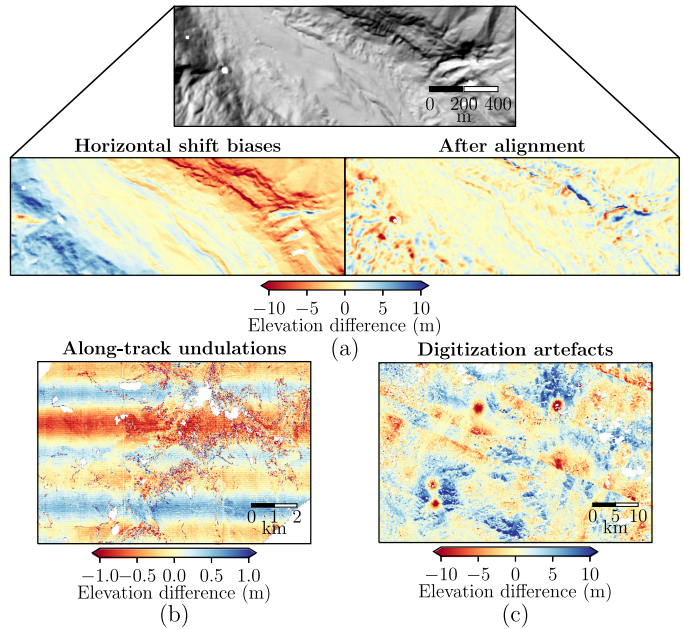 0 200 400
m
Horizontal shift biases
After alignment
−10 −5 0 5 10
Elevation difference (m)
(a)
Along-track undulations
Digitization artefacts
0 1 2
km
0 5 10
km
−1.0 −0.5 0.0 0.5 1.0
Elevation difference (m)
−10 −5 0 5 10
Elevation difference (m)
(b)
(c)